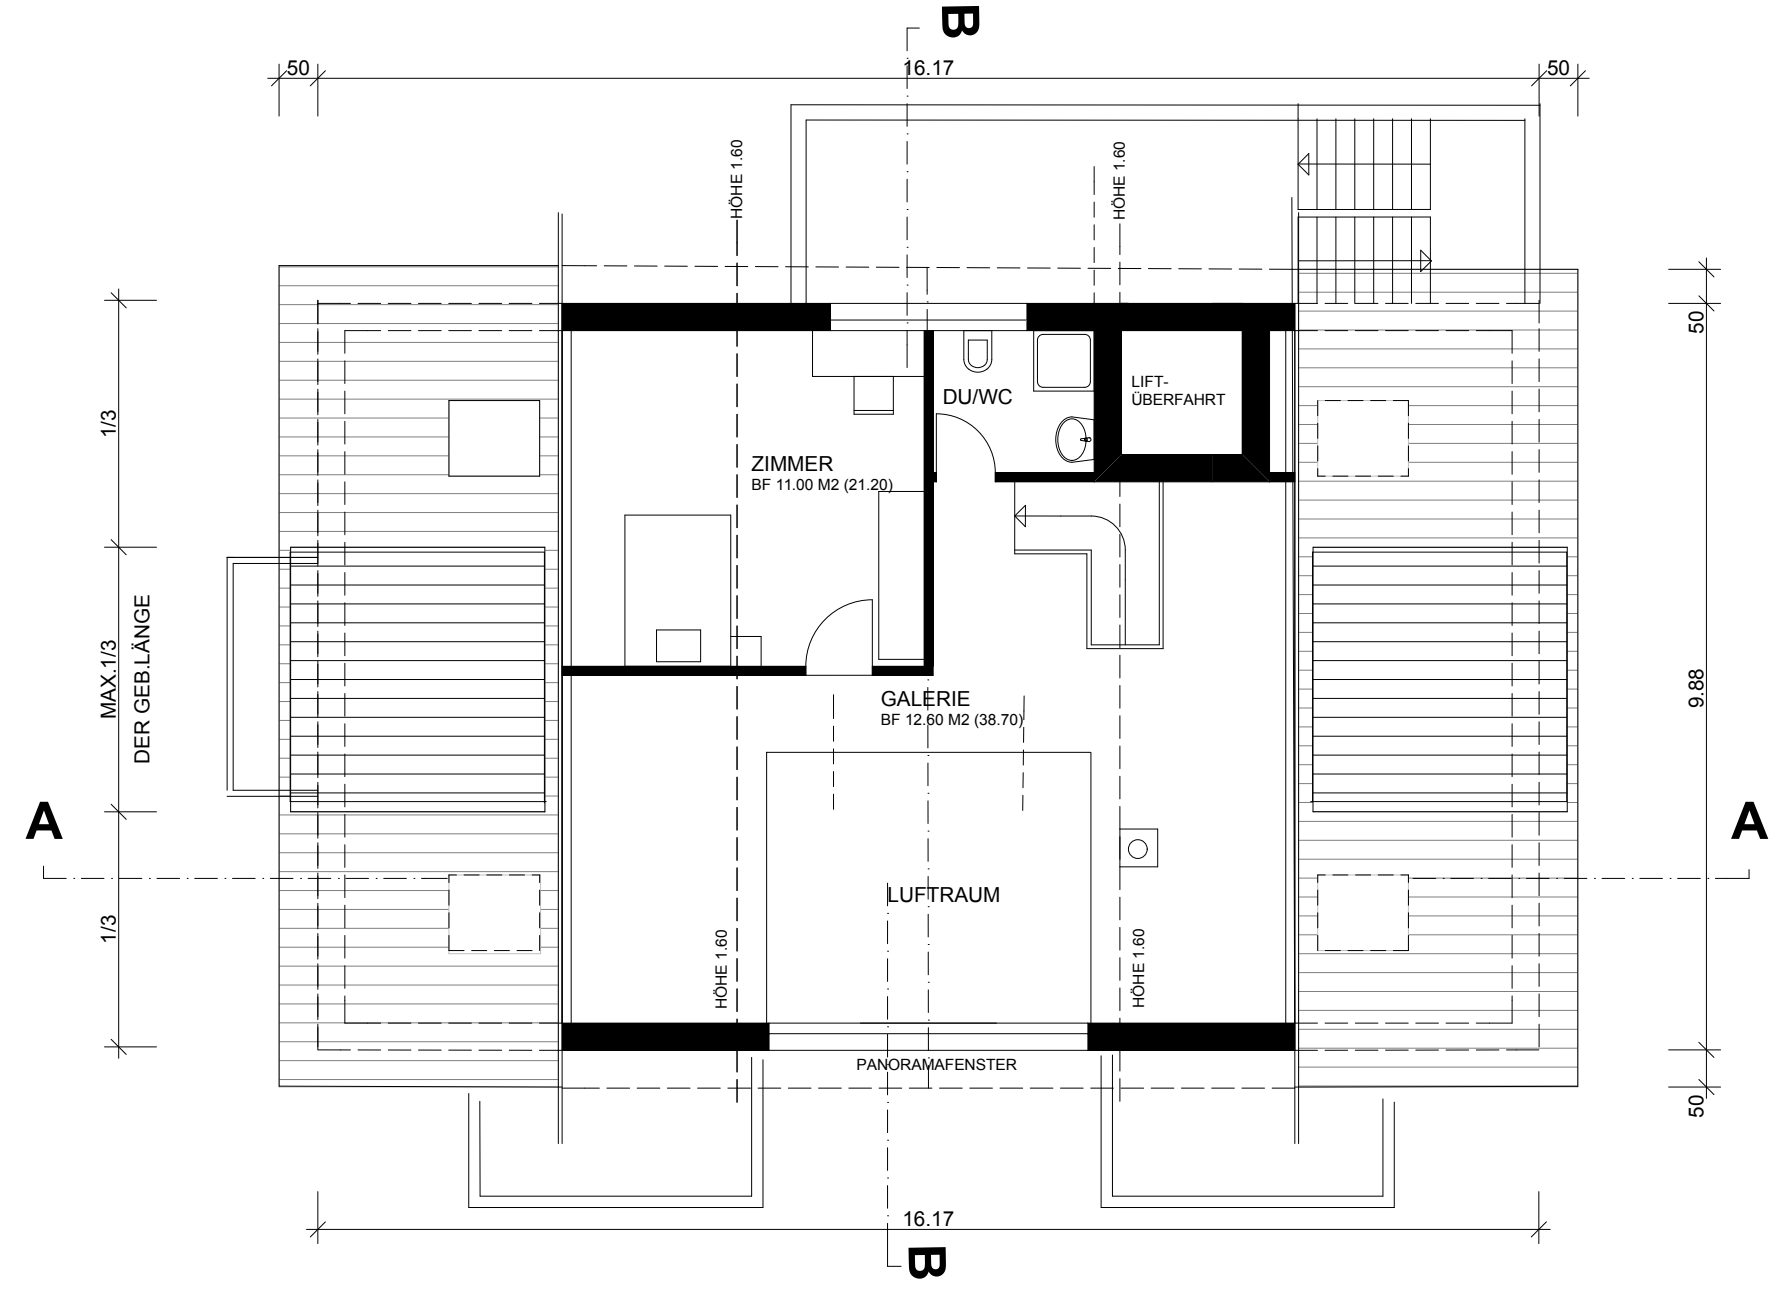 B
50
16.17
50
HÖHE 1.60
HÖHE 1.60
50
1/3
LIFT-
ÜBERFAHRT
DU/WC
ZIMMER
BF 11.00 M2 (21.20)
MAX.1/3
DER GEB.LÄNGE
GALERIE
BF 12.60 M2 (38.70)
9.88
A
A
LUFTRAUM
1/3
HÖHE 1.60
HÖHE 1.60
PANORAMAFENSTER
50
16.17
B